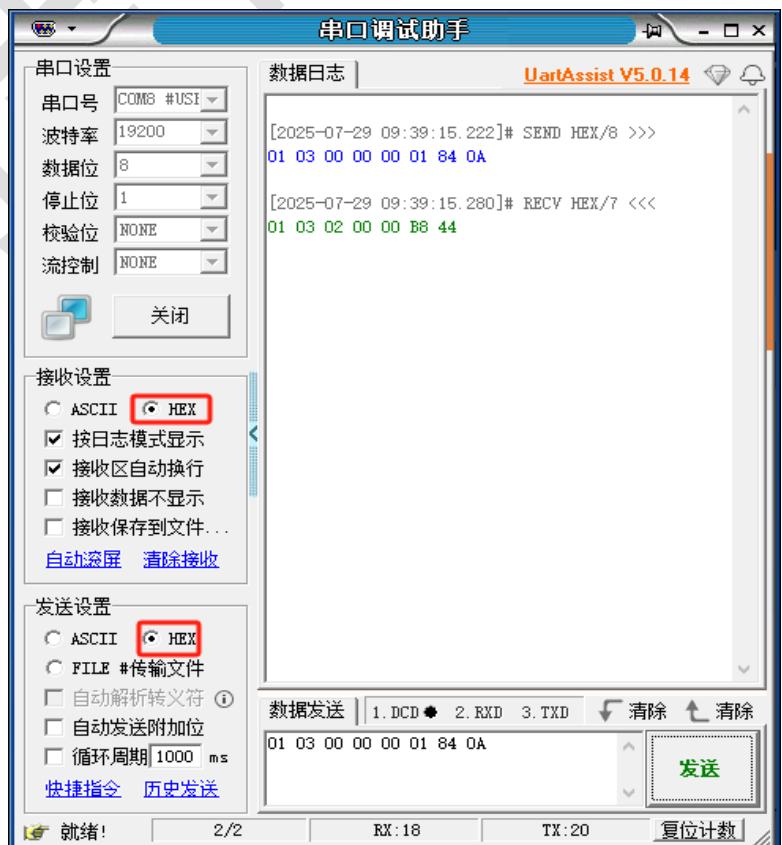 串口调试助手
串口设置
串口号 COM8 #USI
波特率 19200
数据位 8
停止位 1
校验位 NONE
流控制 NONE
关闭
接收设置
ASCII HEX
按日志模式显示
接收区自动换行
接收数据不显示
接收保存到文件...
自动滚屏 清除接收
发送设置
ASCII HEX
FILE #传输文件
自动解析转义符
自动发送附加位
循环周期 1000 ms
快捷指令 历史发送
数据日志 UartAssist V5.0.14
[2025-07-29 09:39:15.222]# SEND HEX/8 >>>
01 03 00 00 00 01 84 0A
[2025-07-29 09:39:15.280]# RECV HEX/7 <<<
01 03 02 00 00 B8 44
数据发送 1.DCD 2.RXD 3.TXD 清除 清除
01 03 00 00 00 01 84 0A
发送
就绪! 2/2 RX:18 TX:20 复位计数